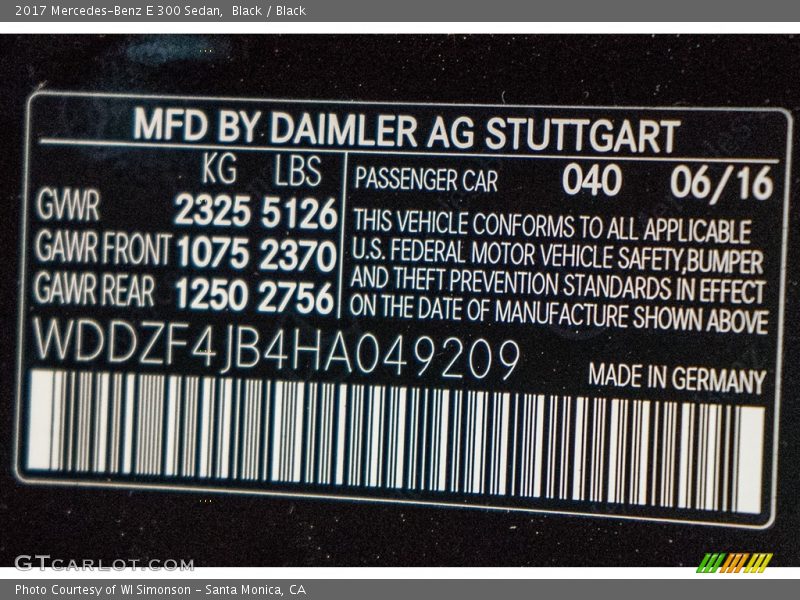 2017 Mercedes-Benz E 300 Sedan,  Black / Black
MFD BY DAIMLER AG STUTTGART
KG LBS PASSENGER CAR 040 06/16
GVWR 2325 5126
GAWR FRONT 1075 2370
GAWR REAR 1250 2756
THIS VEHICLE CONFORMS TO ALL APPLICABLE
U.S. FEDERAL MOTOR VEHICLE SAFETY,BUMPER
AND THEFT PREVENTION STANDARDS IN EFFECT
ON THE DATE OF MANUFACTURE SHOWN ABOVE
WDDZF4JB4HA049209
MADE IN GERMANY
GTCARLOT.COM
Photo Courtesy of WI Simonson - Santa Monica, CA